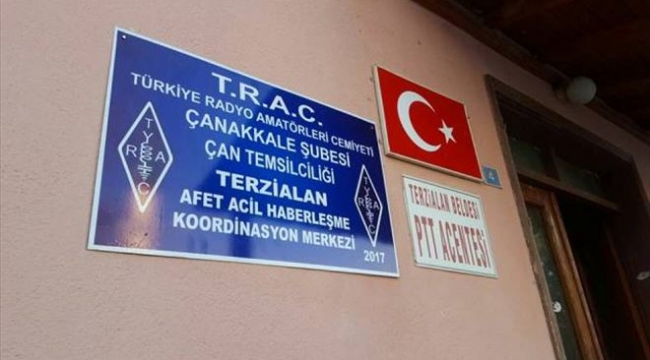 T.R.A.C.
TÜRKİYE RADYO AMATÖRLERİ CEMİYETİ
ÇANAKKALE ŞUBESİ
ÇAN TEMSİLCİLİĞİ
TERZİALAN
AFET ACİL HABERLEŞME
KOORDİNASYON MERKEZİ
2017
TERZİALAN BELDESİ
PTT ACENTESİ
4